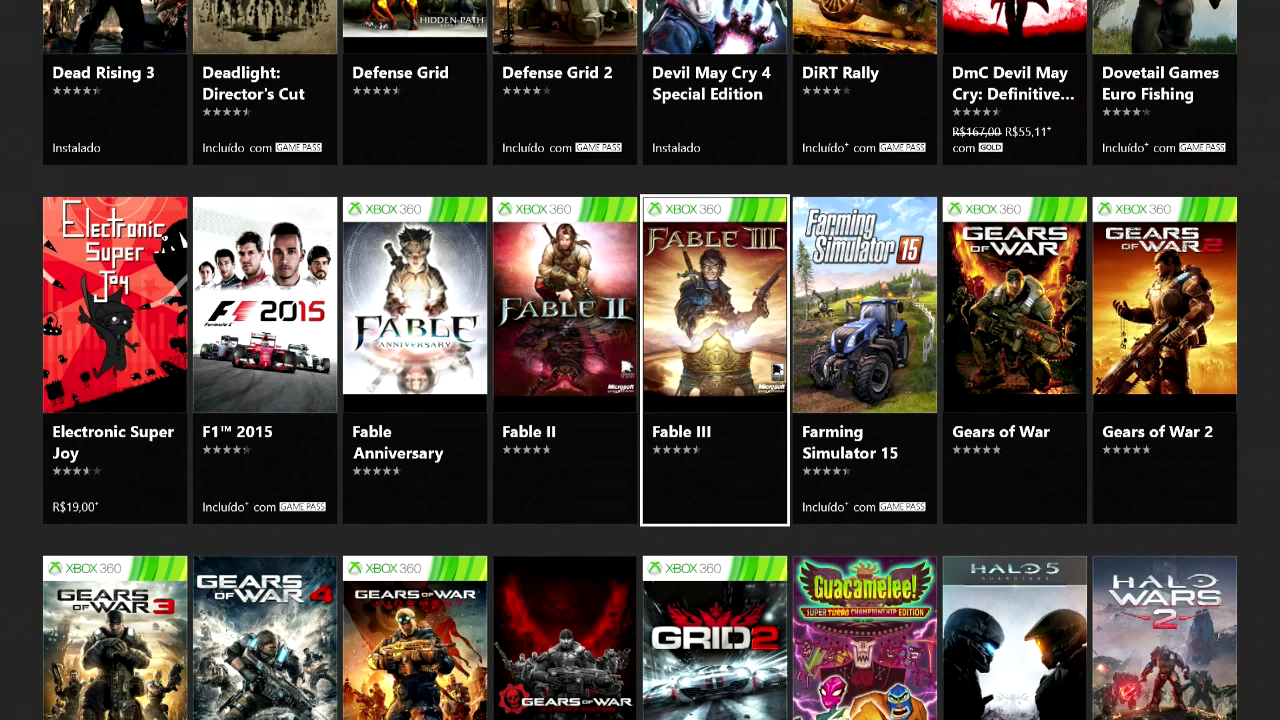 HIDDEN PATH
Dead Rising 3
Instalado
Deadlight:
Director's Cut
Incluído com GAME PASS
Defense Grid
Defense Grid 2
Incluído com GAME PASS
Devil May Cry 4
Special Edition
Instalado
DiRT Rally
Incluído⁺ com GAME PASS
DmC Devil May
Cry: Definitive...
R$167,00 R$55,11⁺
com GOLD
Dovetail Games
Euro Fishing
Incluído⁺ com GAME PASS
Electronic
Super
Joy
Electronic Super
Joy
R$19,00⁺
F1 2015
Formula 1
F1™ 2015
Incluído⁺ com GAME PASS
XBOX 360
FABLE
ANNIVERSARY
Fable
Anniversary
XBOX 360
FABLE II
Microsoft
Fable II
XBOX 360
FABLE III
Microsoft
Fable III
Farming
Simulator 15
Farming
Simulator 15
Incluído⁺ com GAME PASS
XBOX 360
GEARS
OF WAR
Gears of War
XBOX 360
GEARS
OF WAR 2
Gears of War 2
XBOX 360
GEARS
OF WAR 3
GEARS
OF WAR 4
XBOX 360
GEARS OF WAR
GEARS OF WAR
XBOX 360
GRID 2
Guacamelee!
SUPER TURBO CHAMPIONSHIP EDITION
HALO 5
GUARDIANS
HALO
WARS
2